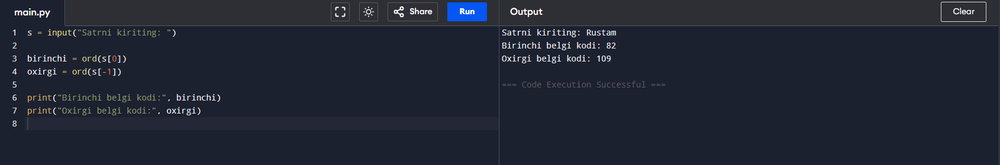 main.py
Share
Run
Output
Clear
1 s = input("Satrni kiriting: ")
2
3 birinchi = ord(s[0])
4 oxirgi = ord(s[-1])
5
6 print("Birinchi belgi kodi:", birinchi)
7 print("Oxirgi belgi kodi:", oxirgi)
8
Satrni kiriting: Rustam
Birinchi belgi kodi: 82
Oxirgi belgi kodi: 109
=== Code Execution Successful ===